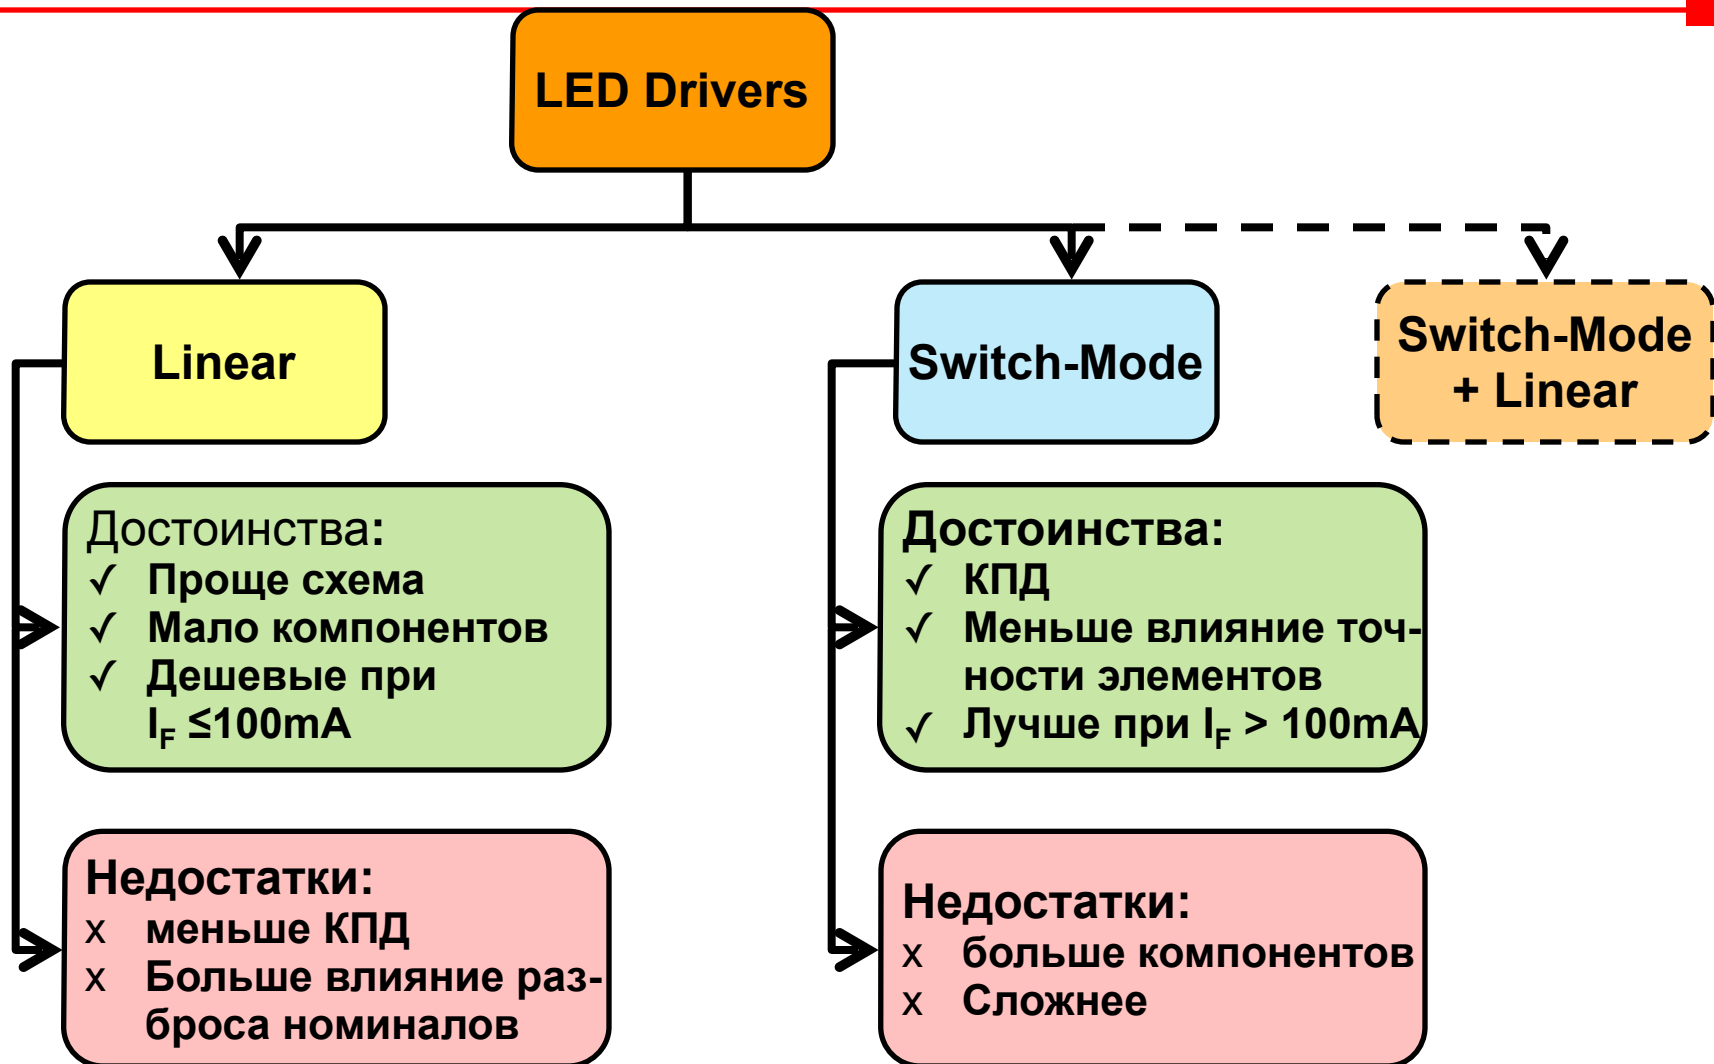 LED Drivers
Linear
Switch-Mode
Switch-Mode
+ Linear
Достоинства:
✓ Проще схема
✓ Мало компонентов
✓ Дешевые при
I_F ≤100mA
Достоинства:
✓ КПД
✓ Меньше влияние точ-
ности элементов
✓ Лучше при I_F > 100mA
Недостатки:
x меньше КПД
x Больше влияние раз-
броса номиналов
Недостатки:
x больше компонентов
x Сложнее